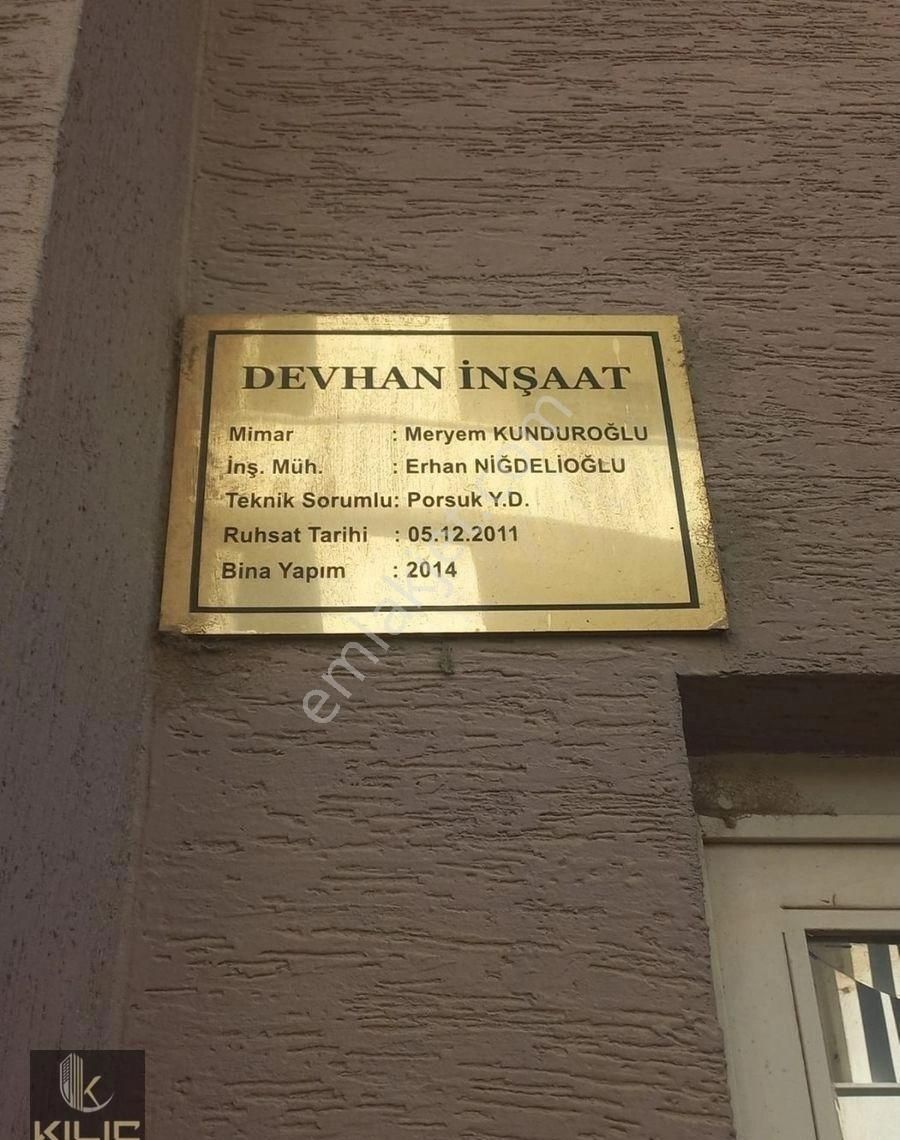 DEVHAN İNŞAAT
Mimar : Meryem KUNDUROĞLU
İnş. Müh. : Erhan NİĞDELİOĞLU
Teknik Sorumlu: Porsuk Y.D.
Ruhsat Tarihi : 05.12.2011
Bina Yapım : 2014
emlakjet.com
KILIÇ